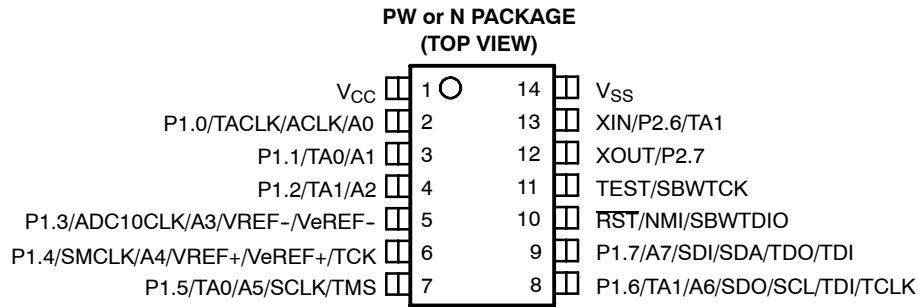 PW or N PACKAGE
(TOP VIEW)
VCC 1 14 VSS
P1.0/TACLK/ACLK/A0 2 13 XIN/P2.6/TA1
P1.1/TA0/A1 3 12 XOUT/P2.7
P1.2/TA1/A2 4 11 TEST/SBWTCK
P1.3/ADC10CLK/A3/VREF-/VeREF- 5 10 RST/NMI/SBWTDIO
P1.4/SMCLK/A4/VREF+/VeREF+/TCK 6 9 P1.7/A7/SDI/SDA/TDO/TDI
P1.5/TA0/A5/SCLK/TMS 7 8 P1.6/TA1/A6/SDO/SCL/TDI/TCLK